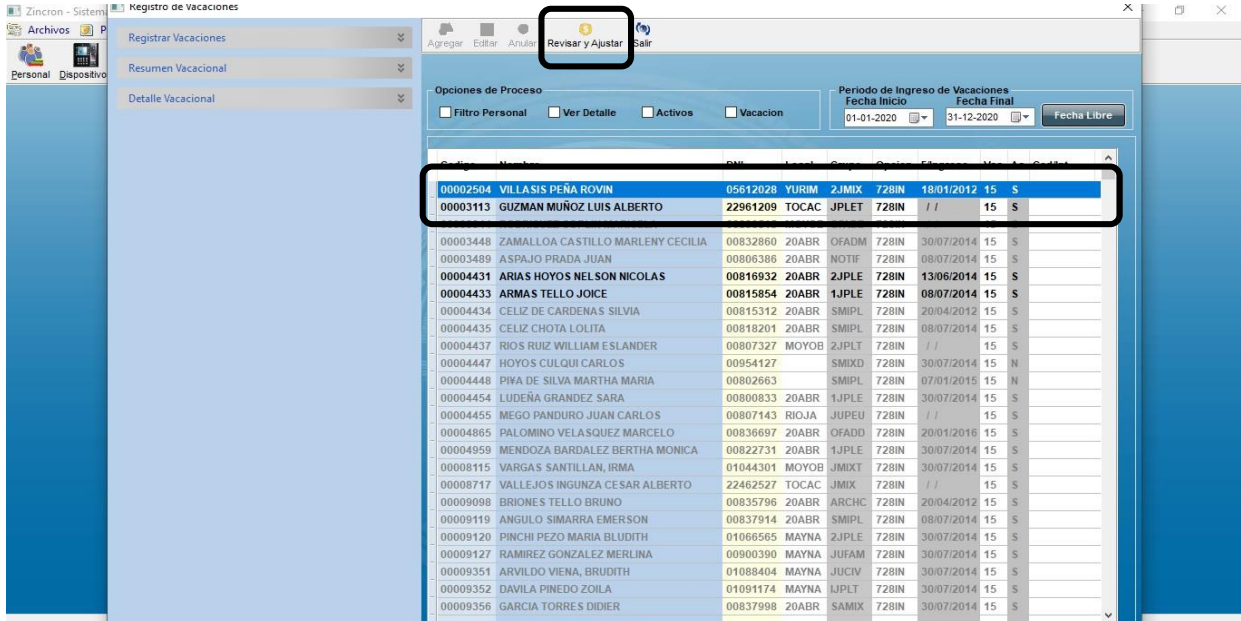 Zincron - Sistem
Registro de Vacaciones
Archivos P
Personal Dispositivo
Registrar Vacaciones
Resumen Vacacional
Detalle Vacacional
Agregar Editar Anular Revisar y Ajustar Salir
Opciones de Proceso
Filtro Personal Ver Detalle Activos Vacacion
Periodo de Ingreso de Vacaciones
Fecha Inicio Fecha Final
01-01-2020 31-12-2020 Fecha Libre
00002504 VILLASIS PEÑA ROVIN 05612028 YURIM 2JMIX 728IN 18/01/2012 15 S
00003113 GUZMAN MUÑOZ LUIS ALBERTO 22961209 TOCAC JPLET 728IN / / 15 S
00003448 ZAMALLOA CASTILLO MARLENY CECILIA 00832860 20ABR OFADM 728IN 30/07/2014 15 S
00003489 ASPAJO PRADA JUAN 00806386 20ABR NOTIF 728IN 08/07/2014 15 S
00004431 ARIAS HOYOS NELSON NICOLAS 00816932 20ABR 2JPLE 728IN 13/06/2014 15 S
00004433 ARMAS TELLO JOICE 00815854 20ABR 1JPLE 728IN 08/07/2014 15 S
00004434 CELIZ DE CARDENAS SILVIA 00815312 20ABR SMIPL 728IN 20/04/2012 15 S
00004435 CELIZ CHOTA LOLITA 00818201 20ABR SMIPL 728IN 08/07/2014 15 S
00004437 RIOS RUIZ WILLIAM ESLANDER 00807327 MOYOB 2JPLT 728IN / / 15 S
00004447 HOYOS CULQUI CARLOS 00954127 SMIXD 728IN 30/07/2014 15 N
00004448 PI¥A DE SILVA MARTHA MARIA 00802663 SMIPL 728IN 07/01/2015 15 N
00004454 LUDEÑA GRANDEZ SARA 00800833 20ABR 1JPLE 728IN 30/07/2014 15 S
00004455 MEGO PANDURO JUAN CARLOS 00807143 RIOJA JUPEU 728IN / / 15 S
00004865 PALOMINO VELASQUEZ MARCELO 00836697 20ABR OFADD 728IN 20/01/2016 15 S
00004959 MENDOZA BARDALEZ BERTHA MONICA 00822731 20ABR 1JPLE 728IN 30/07/2014 15 S
00008115 VARGAS SANTILLAN, IRMA 01044301 MOYOB JMIXT 728IN 30/07/2014 15 S
00008717 VALLEJOS INGUNZA CESAR ALBERTO 22462527 TOCAC JMIX 728IN / / 15 S
00009098 BRIONES TELLO BRUNO 00835796 20ABR ARCHC 728IN 20/04/2012 15 S
00009119 ANGULO SIMARRA EMERSON 00837914 20ABR SMIPL 728IN 08/07/2014 15 S
00009120 PINCHI PEZO MARIA BLUDITH 01066565 MAYNA 2JPLE 728IN 30/07/2014 15 S
00009127 RAMIREZ GONZALEZ MERLINA 00900390 MAYNA JUFAM 728IN 30/07/2014 15 S
00009351 ARVILDO VIENA, BRUDITH 01088404 MAYNA JUCIV 728IN 30/07/2014 15 S
00009352 DAVILA PINEDO ZOILA 01091174 MAYNA IJPLT 728IN 30/07/2014 15 S
00009356 GARCIA TORRES DIDIER 00837998 20ABR SAMIX 728IN 30/07/2014 15 S